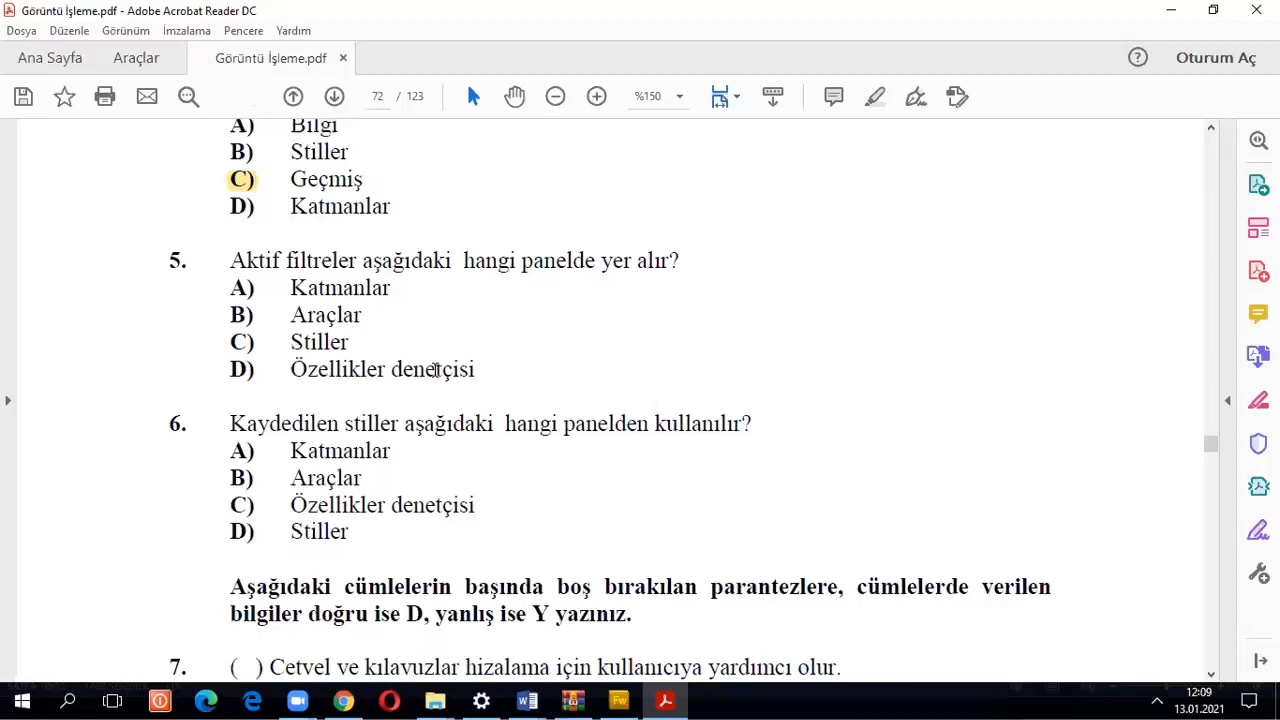 Görüntü İşleme.pdf - Adobe Acrobat Reader DC
Dosya Düzenle Görünüm İmzalama Pencere Yardım
Ana Sayfa Araçlar Görüntü İşleme.pdf × Oturum Aç
72 / 123 %150
A) Bilgi
B) Stiller
C) Geçmiş
D) Katmanlar
5. Aktif filtreler aşağıdaki hangi panelde yer alır?
A) Katmanlar
B) Araçlar
C) Stiller
D) Özellikler denetçisi
6. Kaydedilen stiller aşağıdaki hangi panelden kullanılır?
A) Katmanlar
B) Araçlar
C) Özellikler denetçisi
D) Stiller
Aşağıdaki cümlelerin başında boş bırakılan parantezlere, cümlelerde verilen
bilgiler doğru ise D, yanlış ise Y yazınız.
7. ( ) Cetvel ve kılavuzlar hizalama için kullanıcıya yardımcı olur.
Fw
12:09
13.01.2021